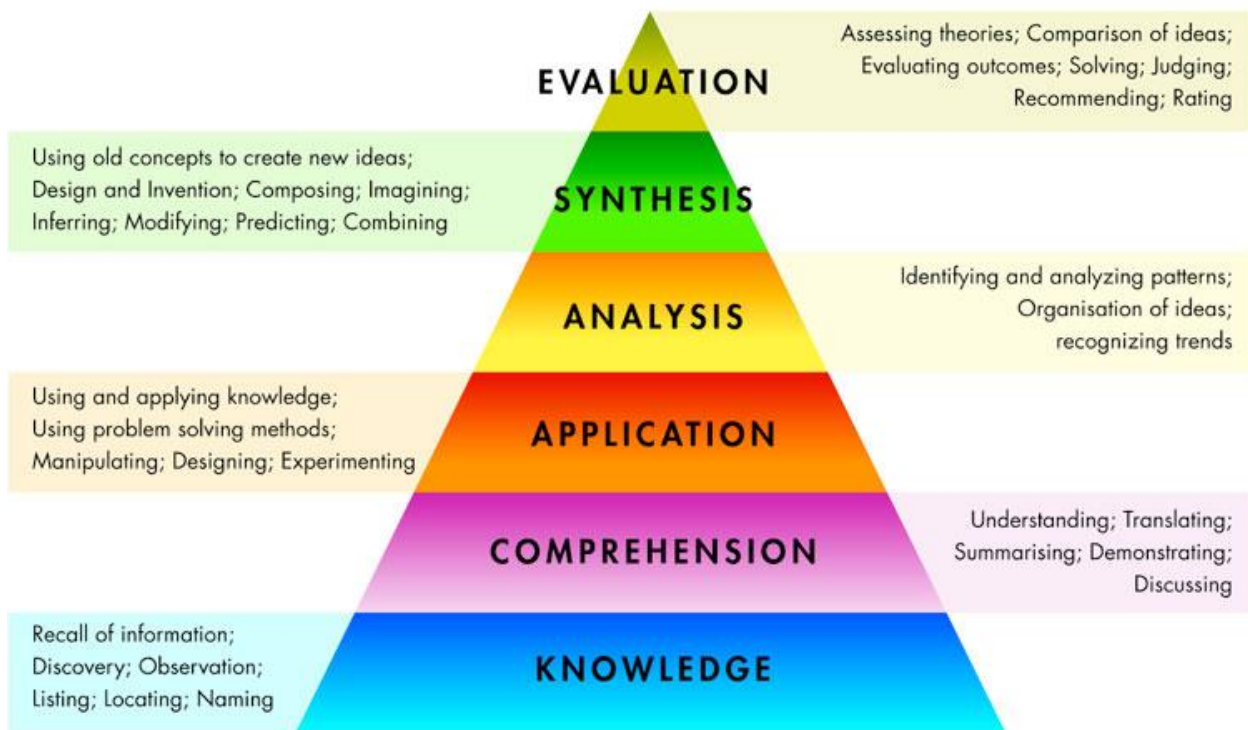 EVALUATION
Assessing theories; Comparison of ideas;
Evaluating outcomes; Solving; Judging;
Recommending; Rating
Using old concepts to create new ideas;
Design and Invention; Composing; Imagining;
Inferring; Modifying; Predicting; Combining
SYNTHESIS
ANALYSIS
Identifying and analyzing patterns;
Organisation of ideas;
recognizing trends
Using and applying knowledge;
Using problem solving methods;
Manipulating; Designing; Experimenting
APPLICATION
COMPREHENSION
Understanding; Translating;
Summarising; Demonstrating;
Discussing
Recall of information;
Discovery; Observation;
Listing; Locating; Naming
KNOWLEDGE